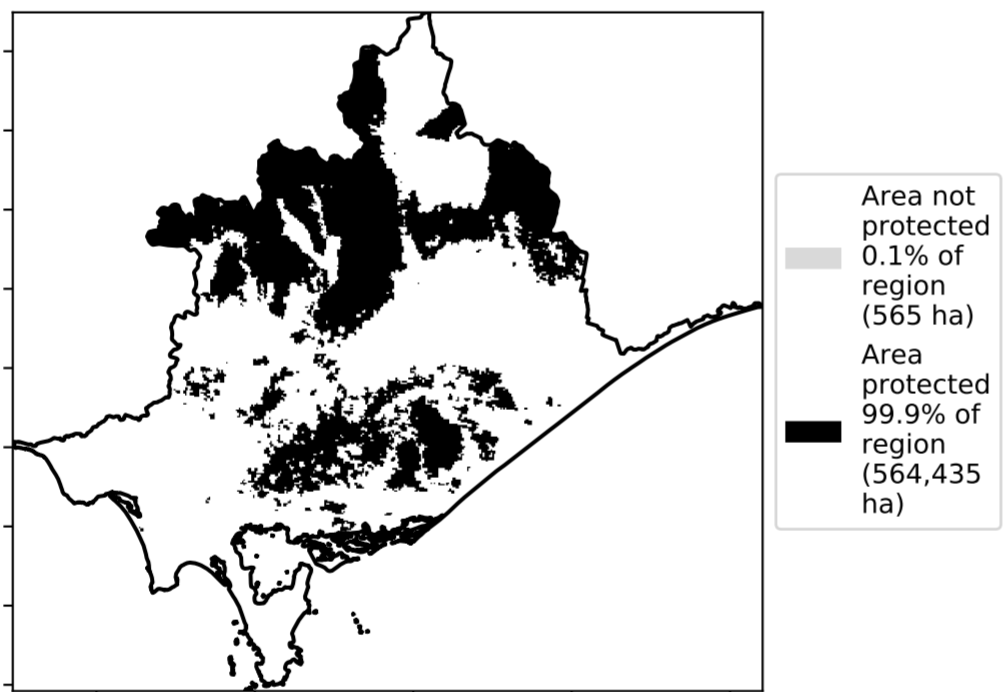 Area not
protected
0.1% of
region
(565 ha)
Area
protected
99.9% of
region
(564,435
ha)